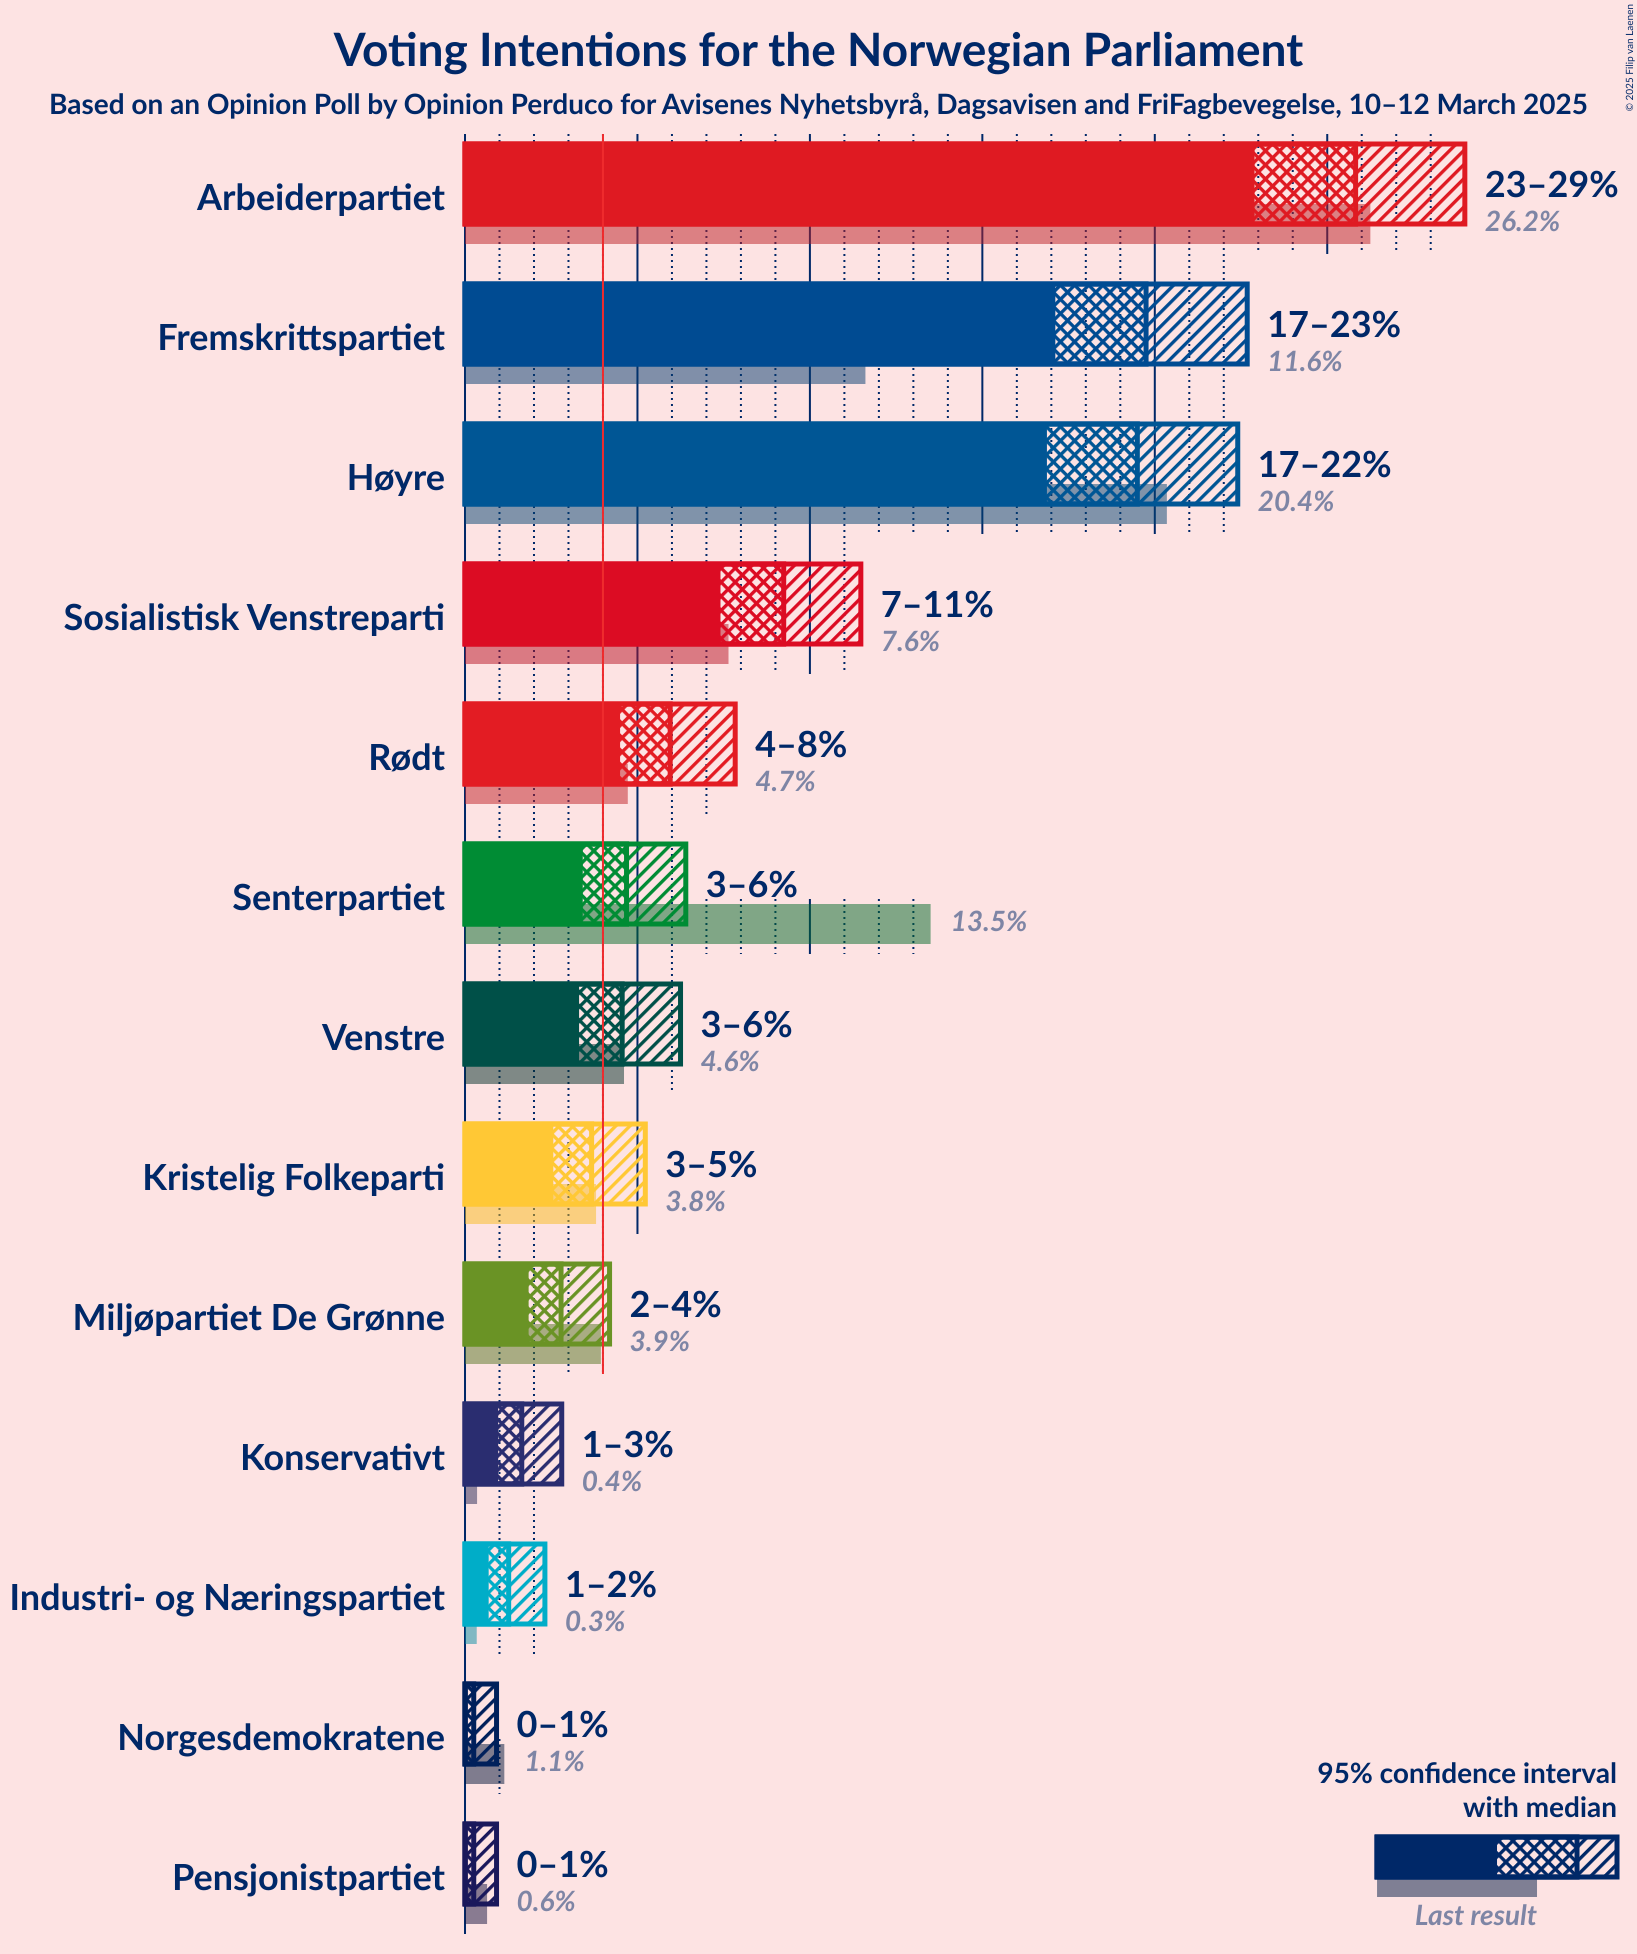 Voting Intentions for the Norwegian Parliament
Based on an Opinion Poll by Opinion Perduco for Avisenes Nyhetsbyrå, Dagsavisen and FriFagbevegelse, 10–12 March 2025
© 2025 Filip van Laenen
Arbeiderpartiet
23–29%
26.2%
Fremskrittspartiet
17–23%
11.6%
Høyre
17–22%
20.4%
Sosialistisk Venstreparti
7–11%
7.6%
Rødt
4–8%
4.7%
Senterpartiet
3–6%
13.5%
Venstre
3–6%
4.6%
Kristelig Folkeparti
3–5%
3.8%
Miljøpartiet De Grønne
2–4%
3.9%
Konservativt
1–3%
0.4%
Industri- og Næringspartiet
1–2%
0.3%
Norgesdemokratene
0–1%
1.1%
Pensjonistpartiet
0–1%
0.6%
95% confidence interval
with median
Last result